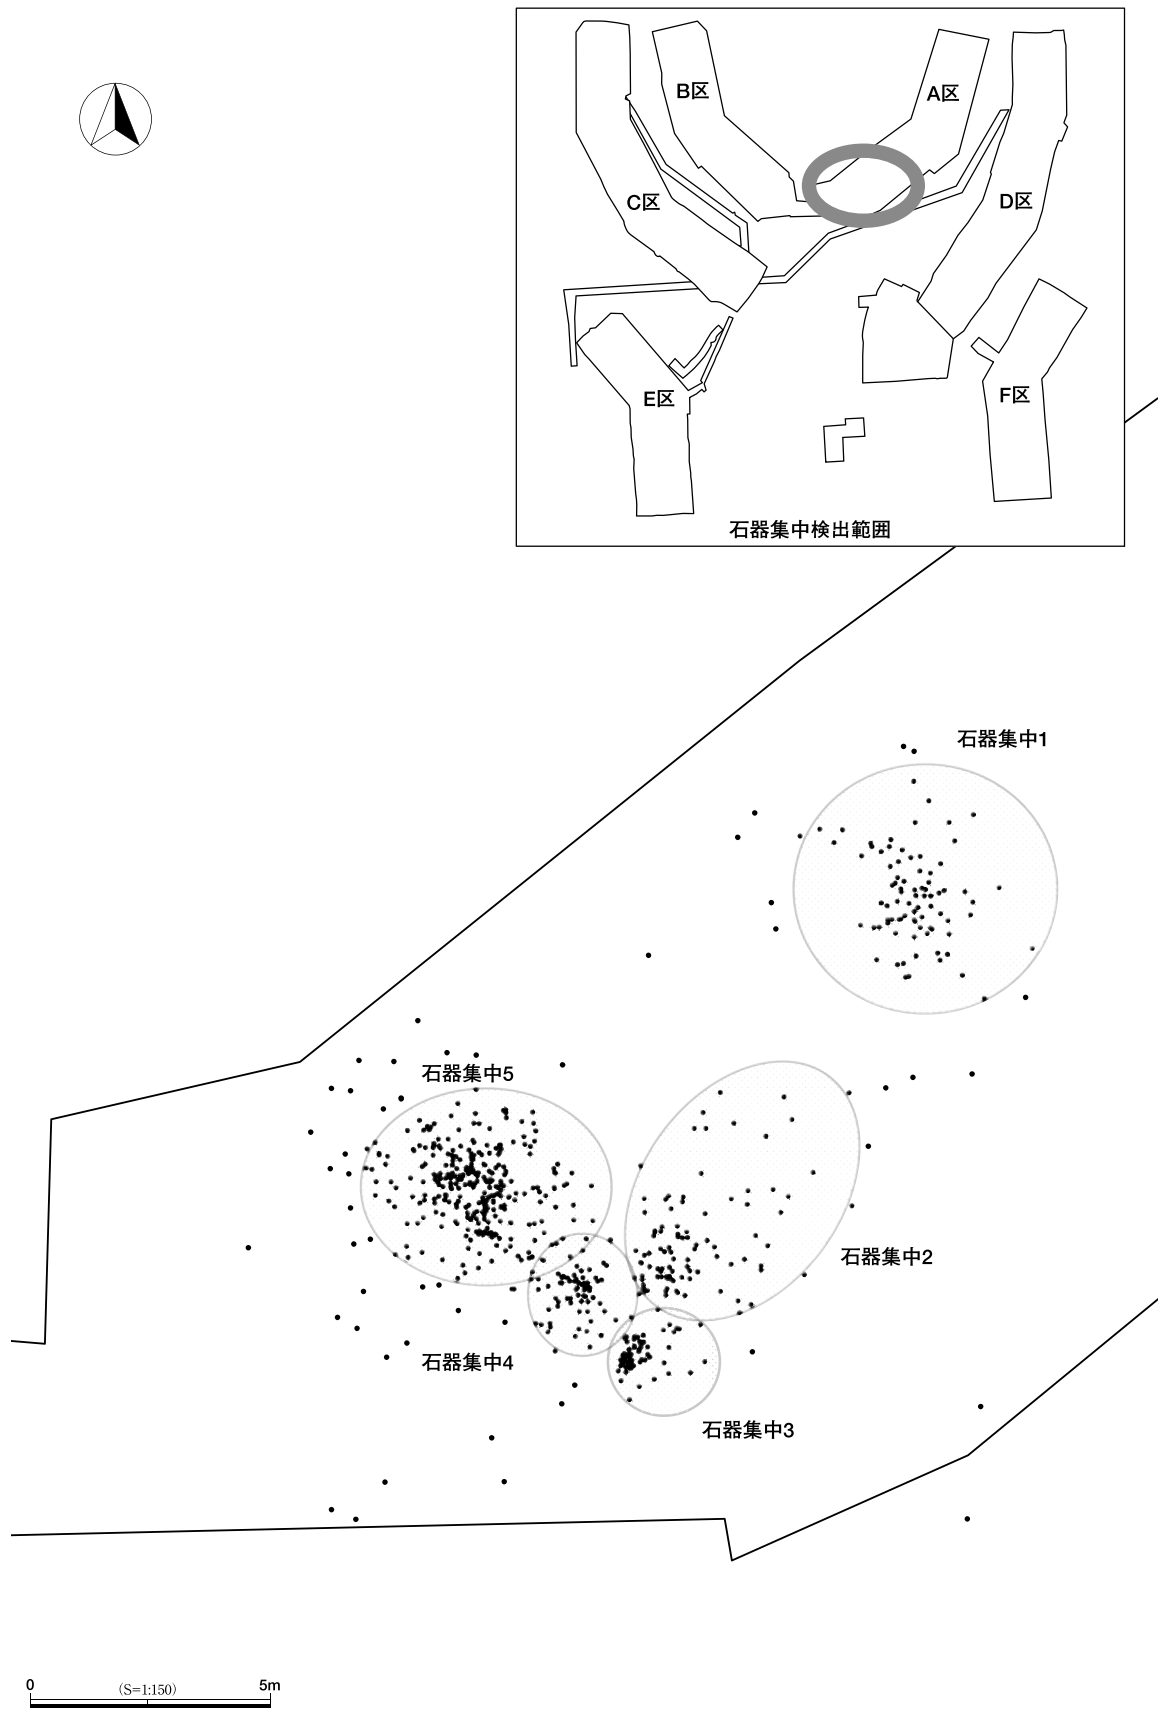 B区
A区
C区
D区
E区
F区
石器集中検出範囲
石器集中1
石器集中5
石器集中2
石器集中4
石器集中3
0 (S=1:150) 5m